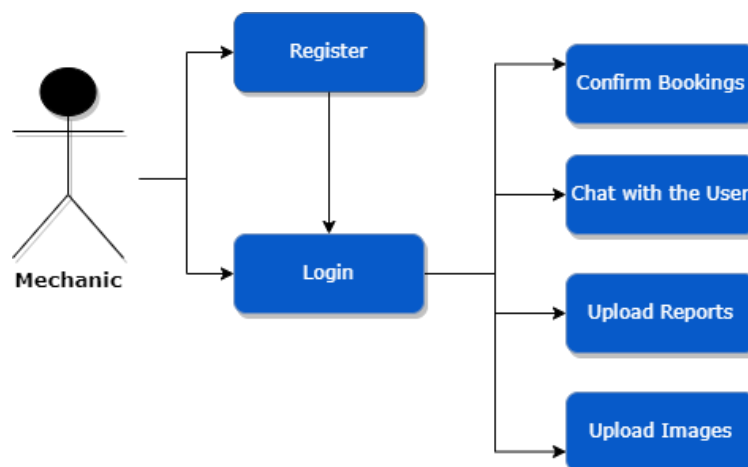 Register
Confirm Bookings
Chat with the User
Login
Mechanic
Upload Reports
Upload Images